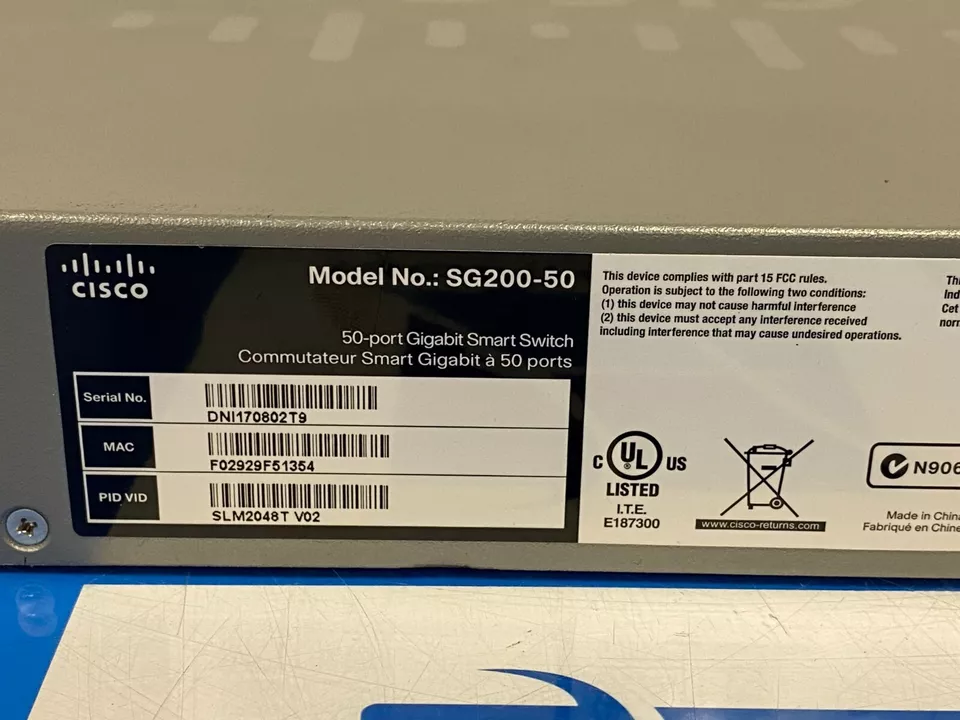 CISCO
Model No.: SG200-50
50-port Gigabit Smart Switch
Commutateur Smart Gigabit à 50 ports
Serial No.
DNI170802T9
MAC
F02929F51354
PID VID
SLM2048T V02
This device complies with part 15 FCC rules.
Operation is subject to the following two conditions:
(1) this device may not cause harmful interference
(2) this device must accept any interference received
including interference that may cause undesired operations.
C UL US
®
LISTED
I.T.E.
E187300
www.cisco-returns.com
Thi
Ind
Cet
norm
N906
Made in China
Fabriqué en Chine